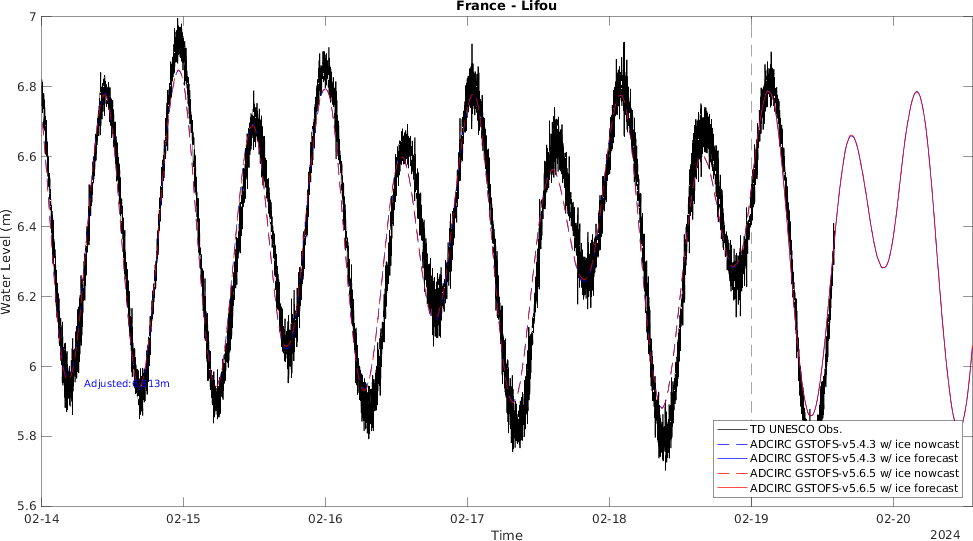 France - Lifou
7
6.8
6.6
6.4
6.2
6
5.8
5.6
Water Level (m)
Adjusted:
13m
TD UNESCO Obs.
ADCIRC GSTOFS-v5.4.3 w/ ice nowcast
ADCIRC GSTOFS-v5.4.3 w/ ice forecast
ADCIRC GSTOFS-v5.6.5 w/ ice nowcast
ADCIRC GSTOFS-v5.6.5 w/ ice forecast
02-14
02-15
02-16
02-17
02-18
02-19
02-20
Time
2024